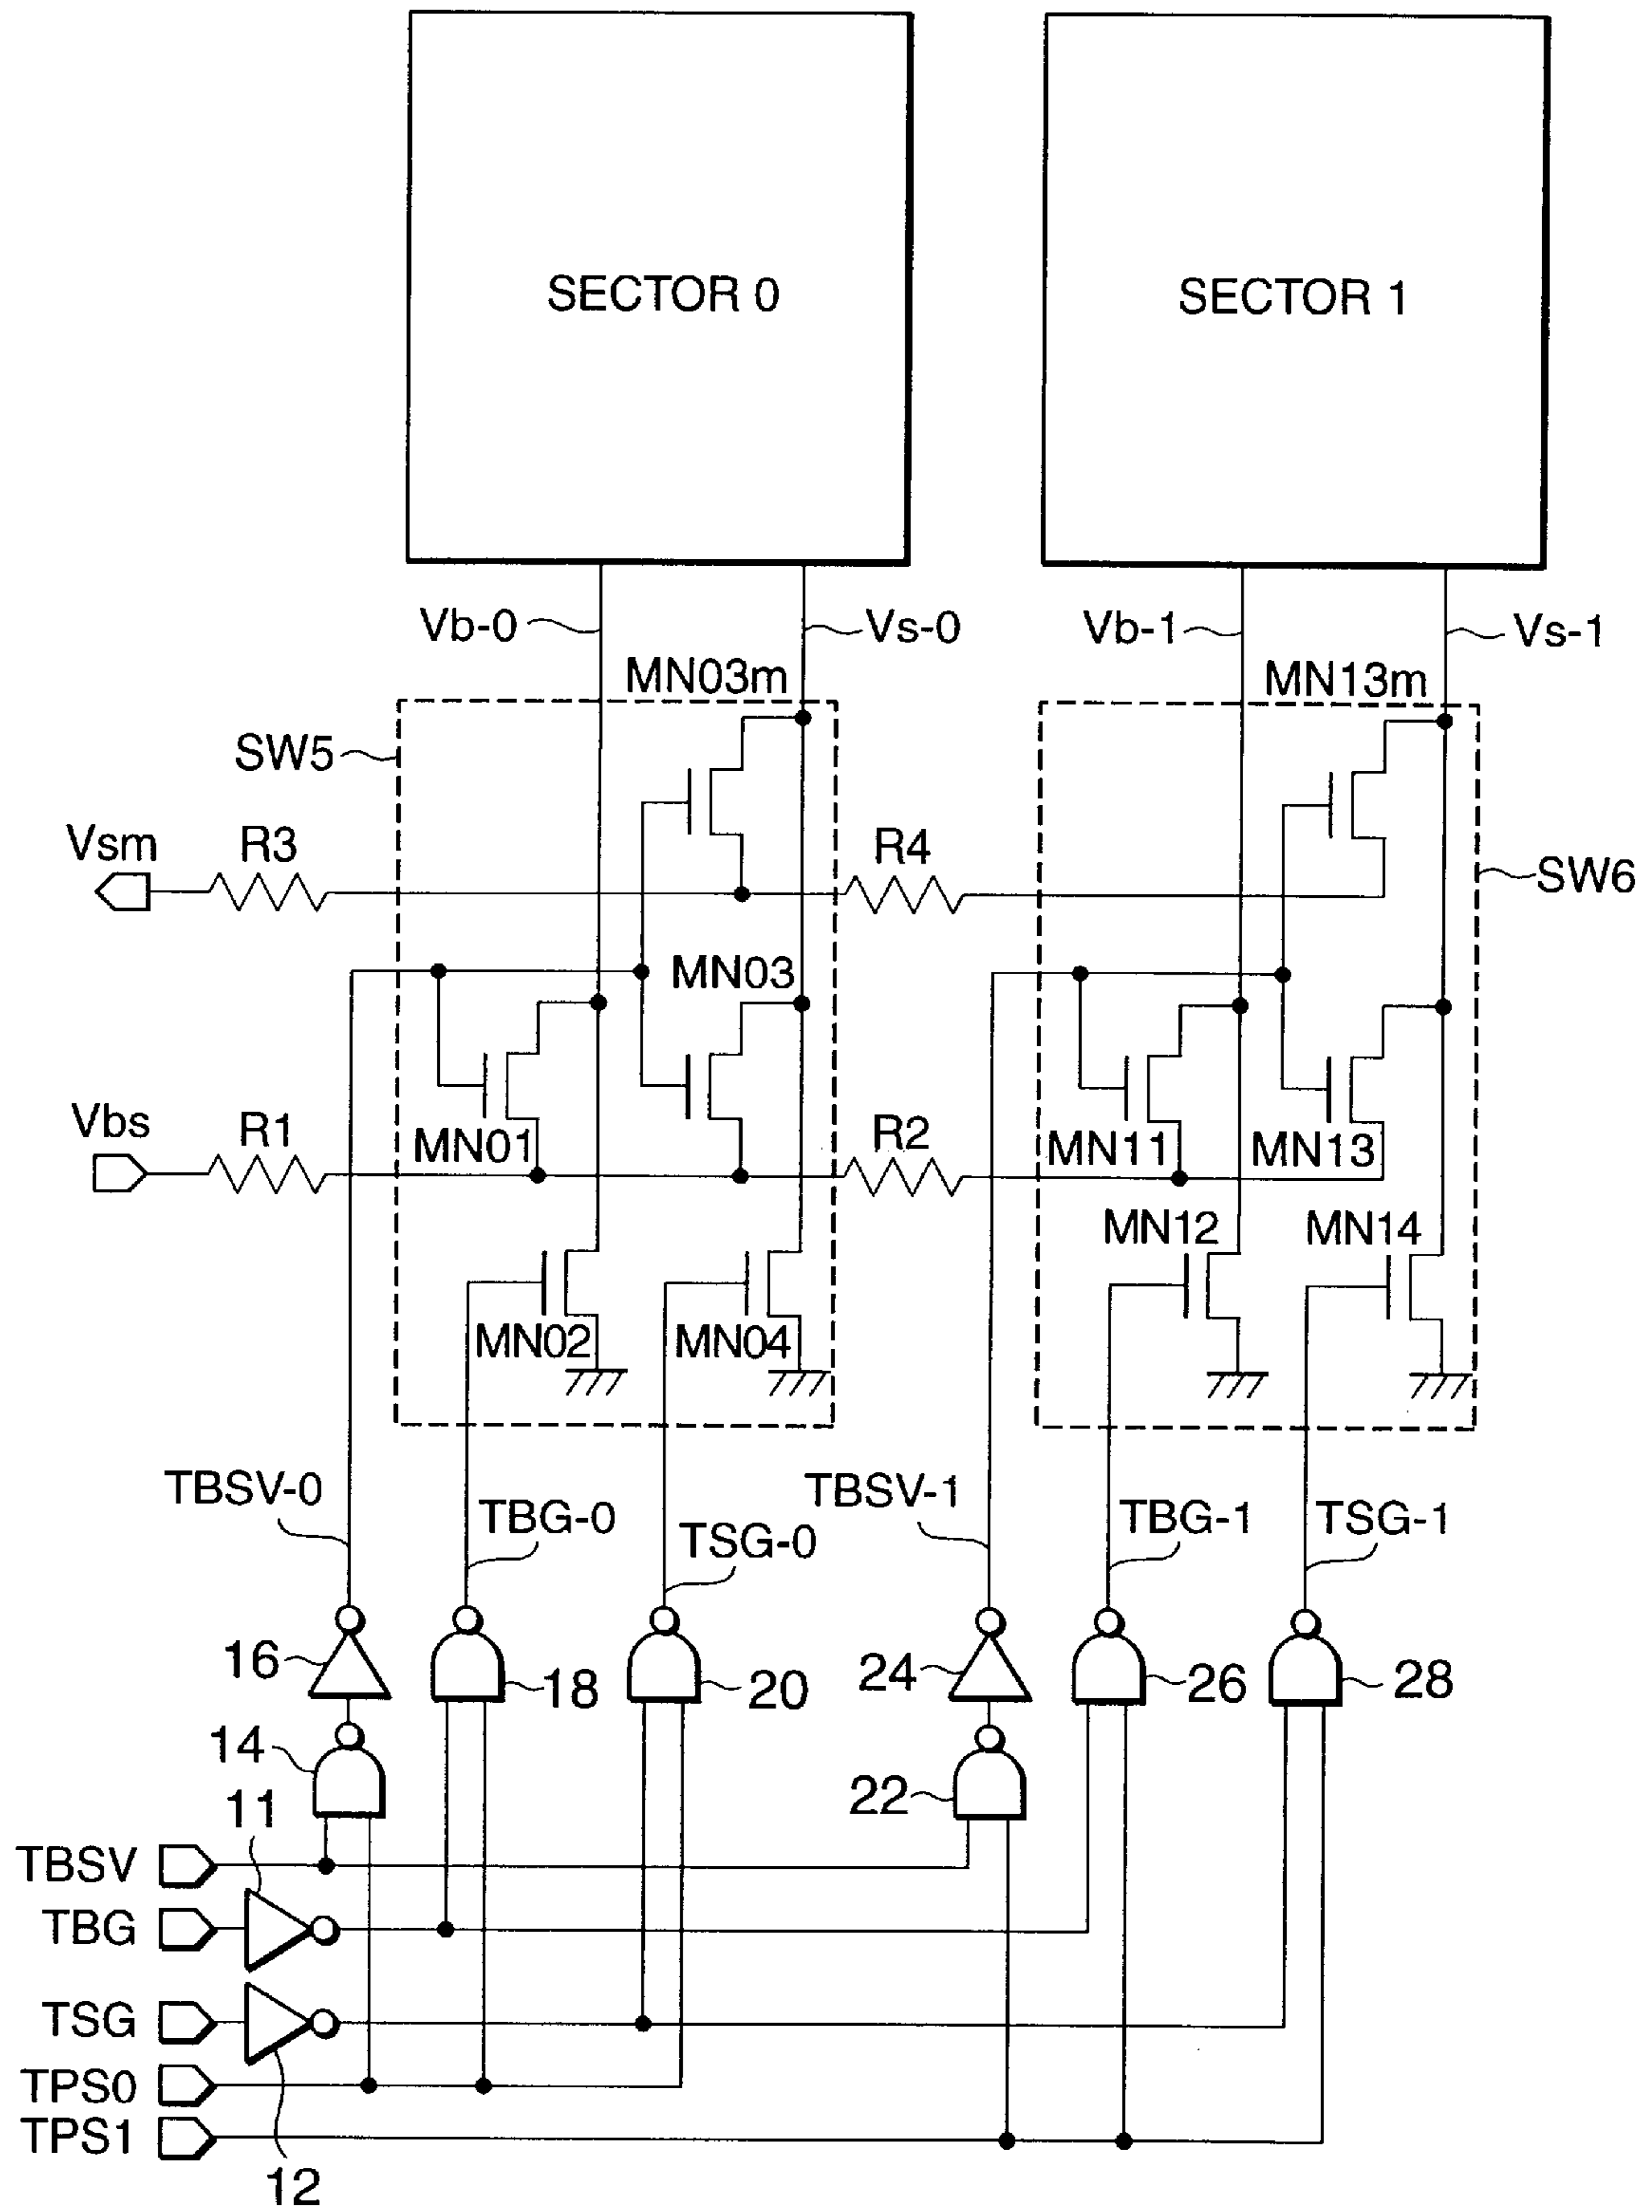 SECTOR 0
SECTOR 1
Vb-0
Vs-0
Vb-1
Vs-1
MN03m
MN13m
SW5
Vsm
R3
R4
SW6
MN03
Vbs
R1
MN01
R2
MN11
MN13
MN12
MN14
MN02
MN04
TBSV-0
TBG-0
TSG-0
TBSV-1
TBG-1
TSG-1
16
18
20
24
26
28
14
22
11
TBSV
TBG
TSG
TPS0
TPS1
12